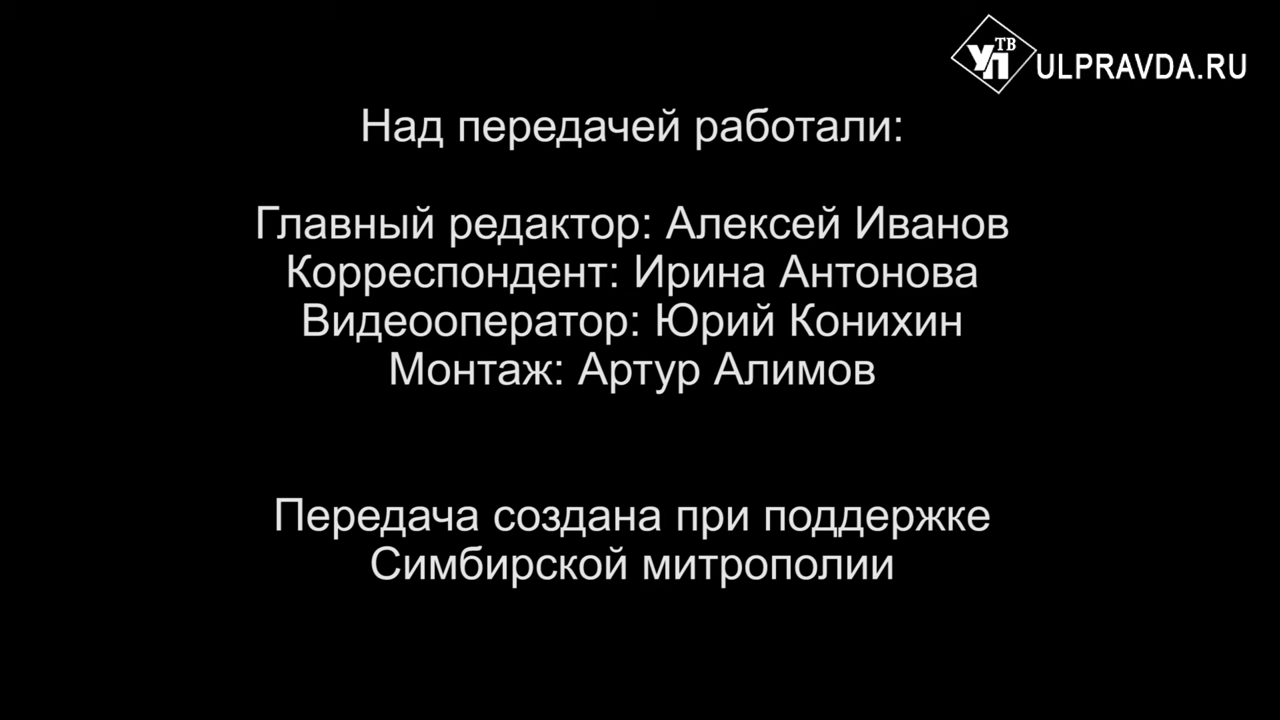 ТВ
УП
ULPRAVDA.RU
Над передачей работали:
Главный редактор: Алексей Иванов
Корреспондент: Ирина Антонова
Видеооператор: Юрий Конихин
Монтаж: Артур Алимов
Передача создана при поддержке
Симбирской митрополии